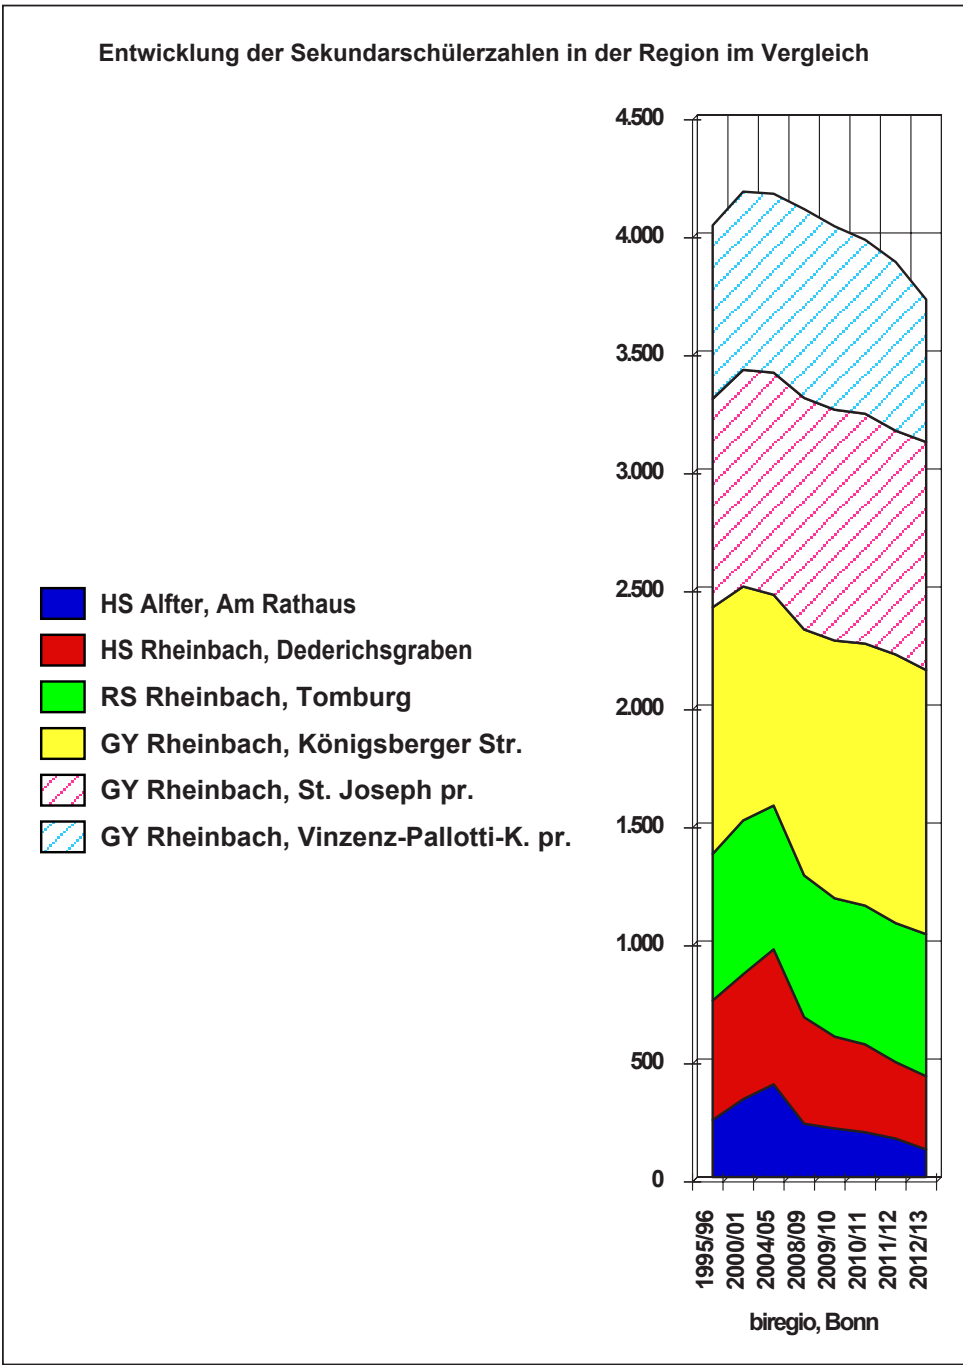 Entwicklung der Sekundarschülerzahlen in der Region im Vergleich
4.500
4.000
3.500
3.000
2.500
2.000
1.500
1.000
500
0
HS Alfter, Am Rathaus
HS Rheinbach, Dederichsgraben
RS Rheinbach, Tomburg
GY Rheinbach, Königsberger Str.
GY Rheinbach, St. Joseph pr.
GY Rheinbach, Vinzenz-Pallotti-K. pr.
1995/96
2000/01
2004/05
2008/09
2009/10
2010/11
2011/12
2012/13
biregio, Bonn